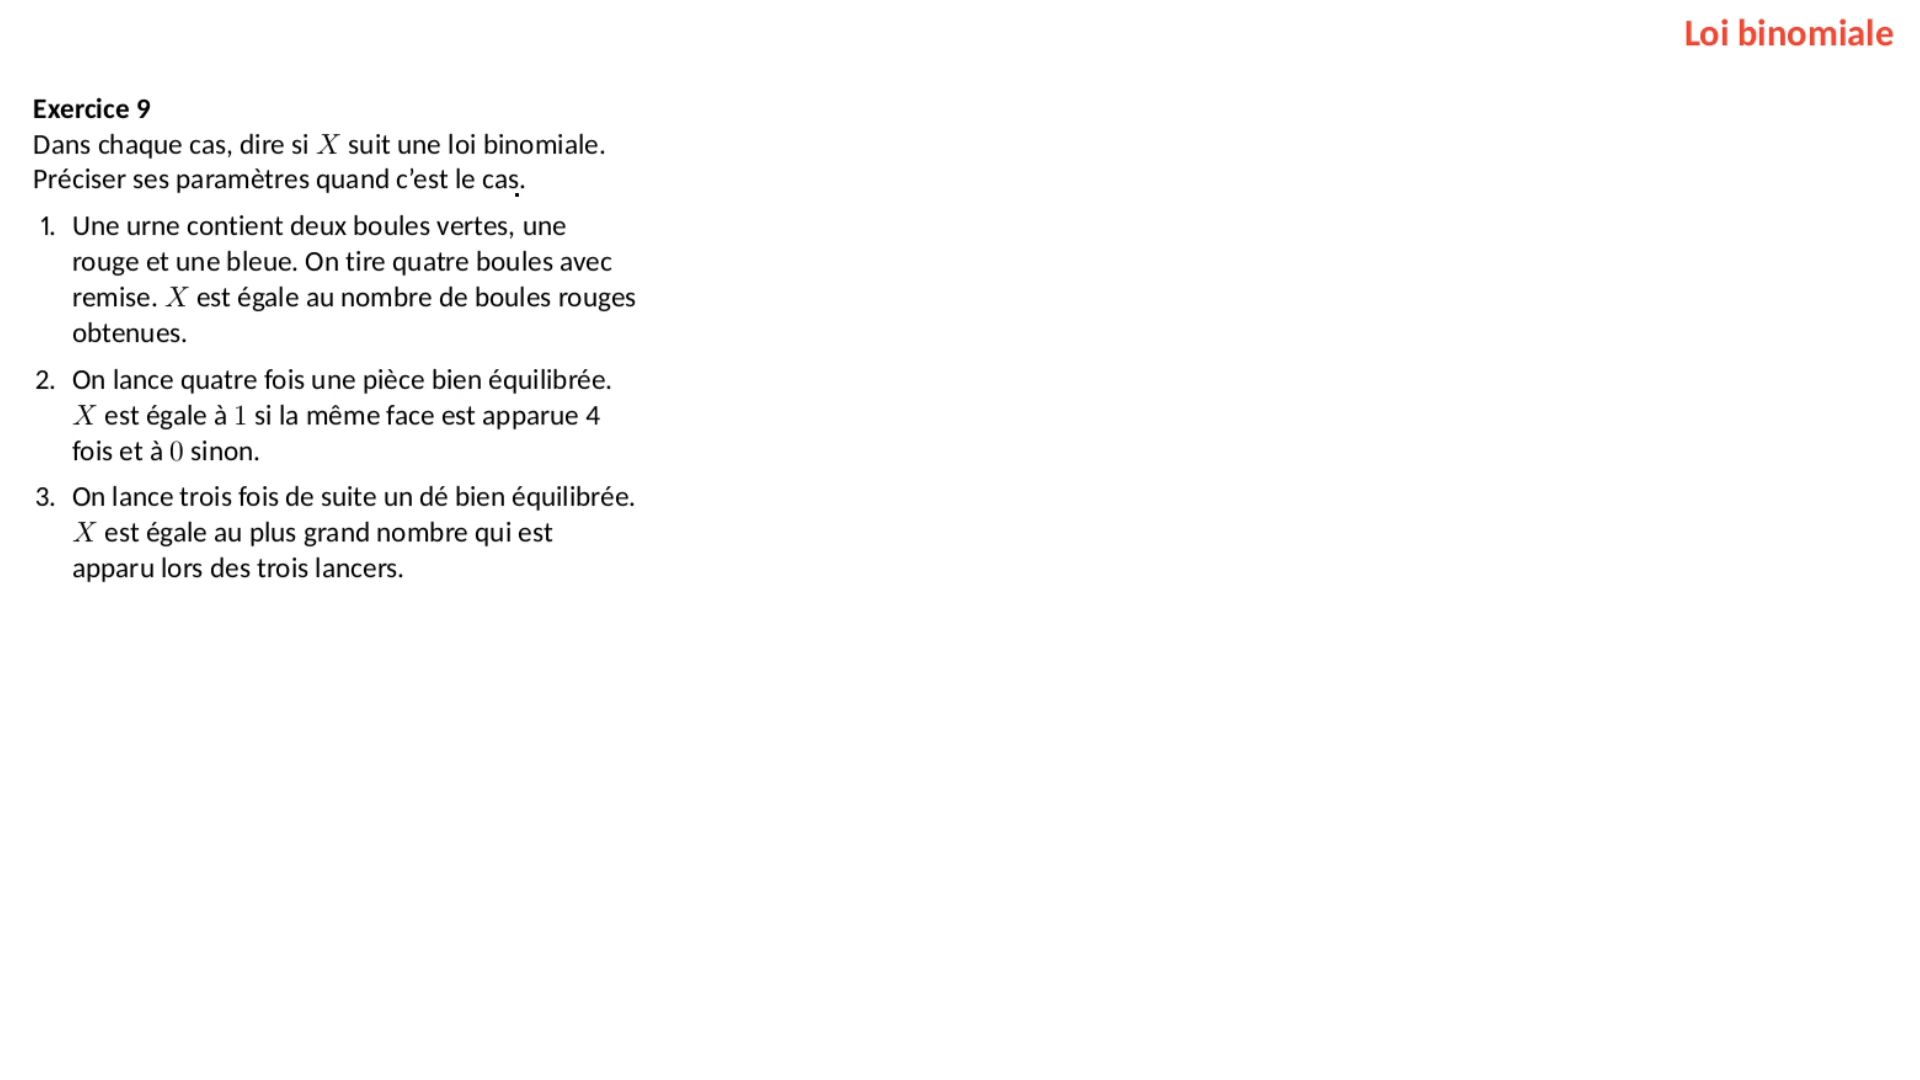 Loi binomiale
Exercice 9
Dans chaque cas, dire si X suit une loi binomiale.
Préciser ses paramètres quand c’est le cas.
1. Une urne contient deux boules vertes, une
rouge et une bleue. On tire quatre boules avec
remise. X est égale au nombre de boules rouges
obtenues.
2. On lance quatre fois une pièce bien équilibrée.
X est égale à 1 si la même face est apparue 4
fois et à 0 sinon.
3. On lance trois fois de suite un dé bien équilibrée.
X est égale au plus grand nombre qui est
apparu lors des trois lancers.